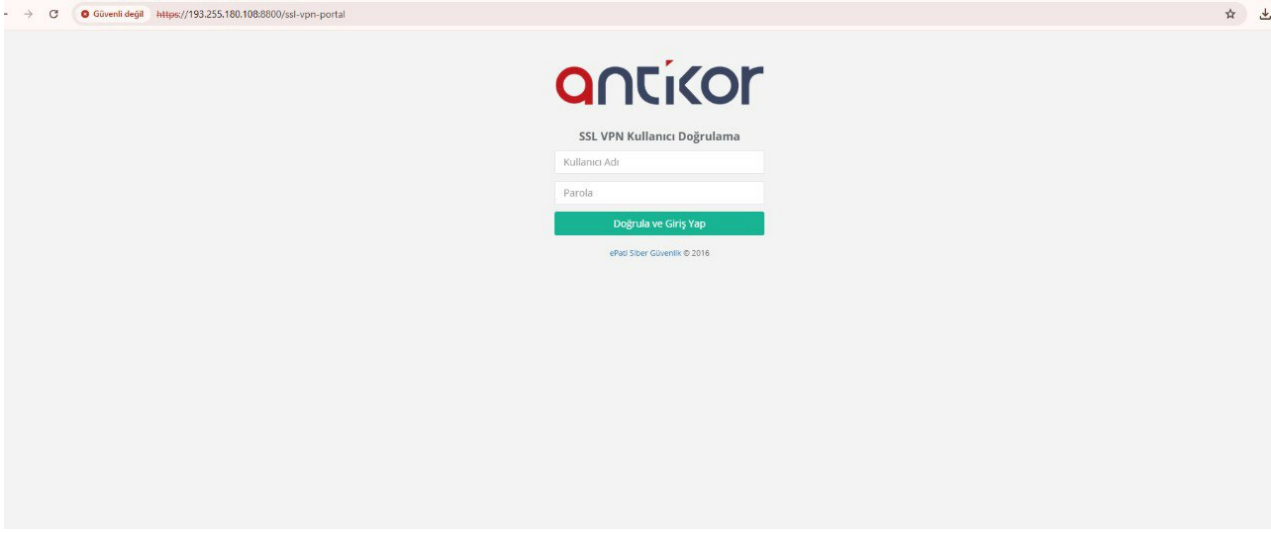 Güvenli değil https://193.255.180.108:8800/ssl-vpn-portal
antikor
SSL VPN Kullanıcı Doğrulama
Kullanıcı Adı
Parola
Doğrula ve Giriş Yap
ePati Siber Güvenlik © 2016